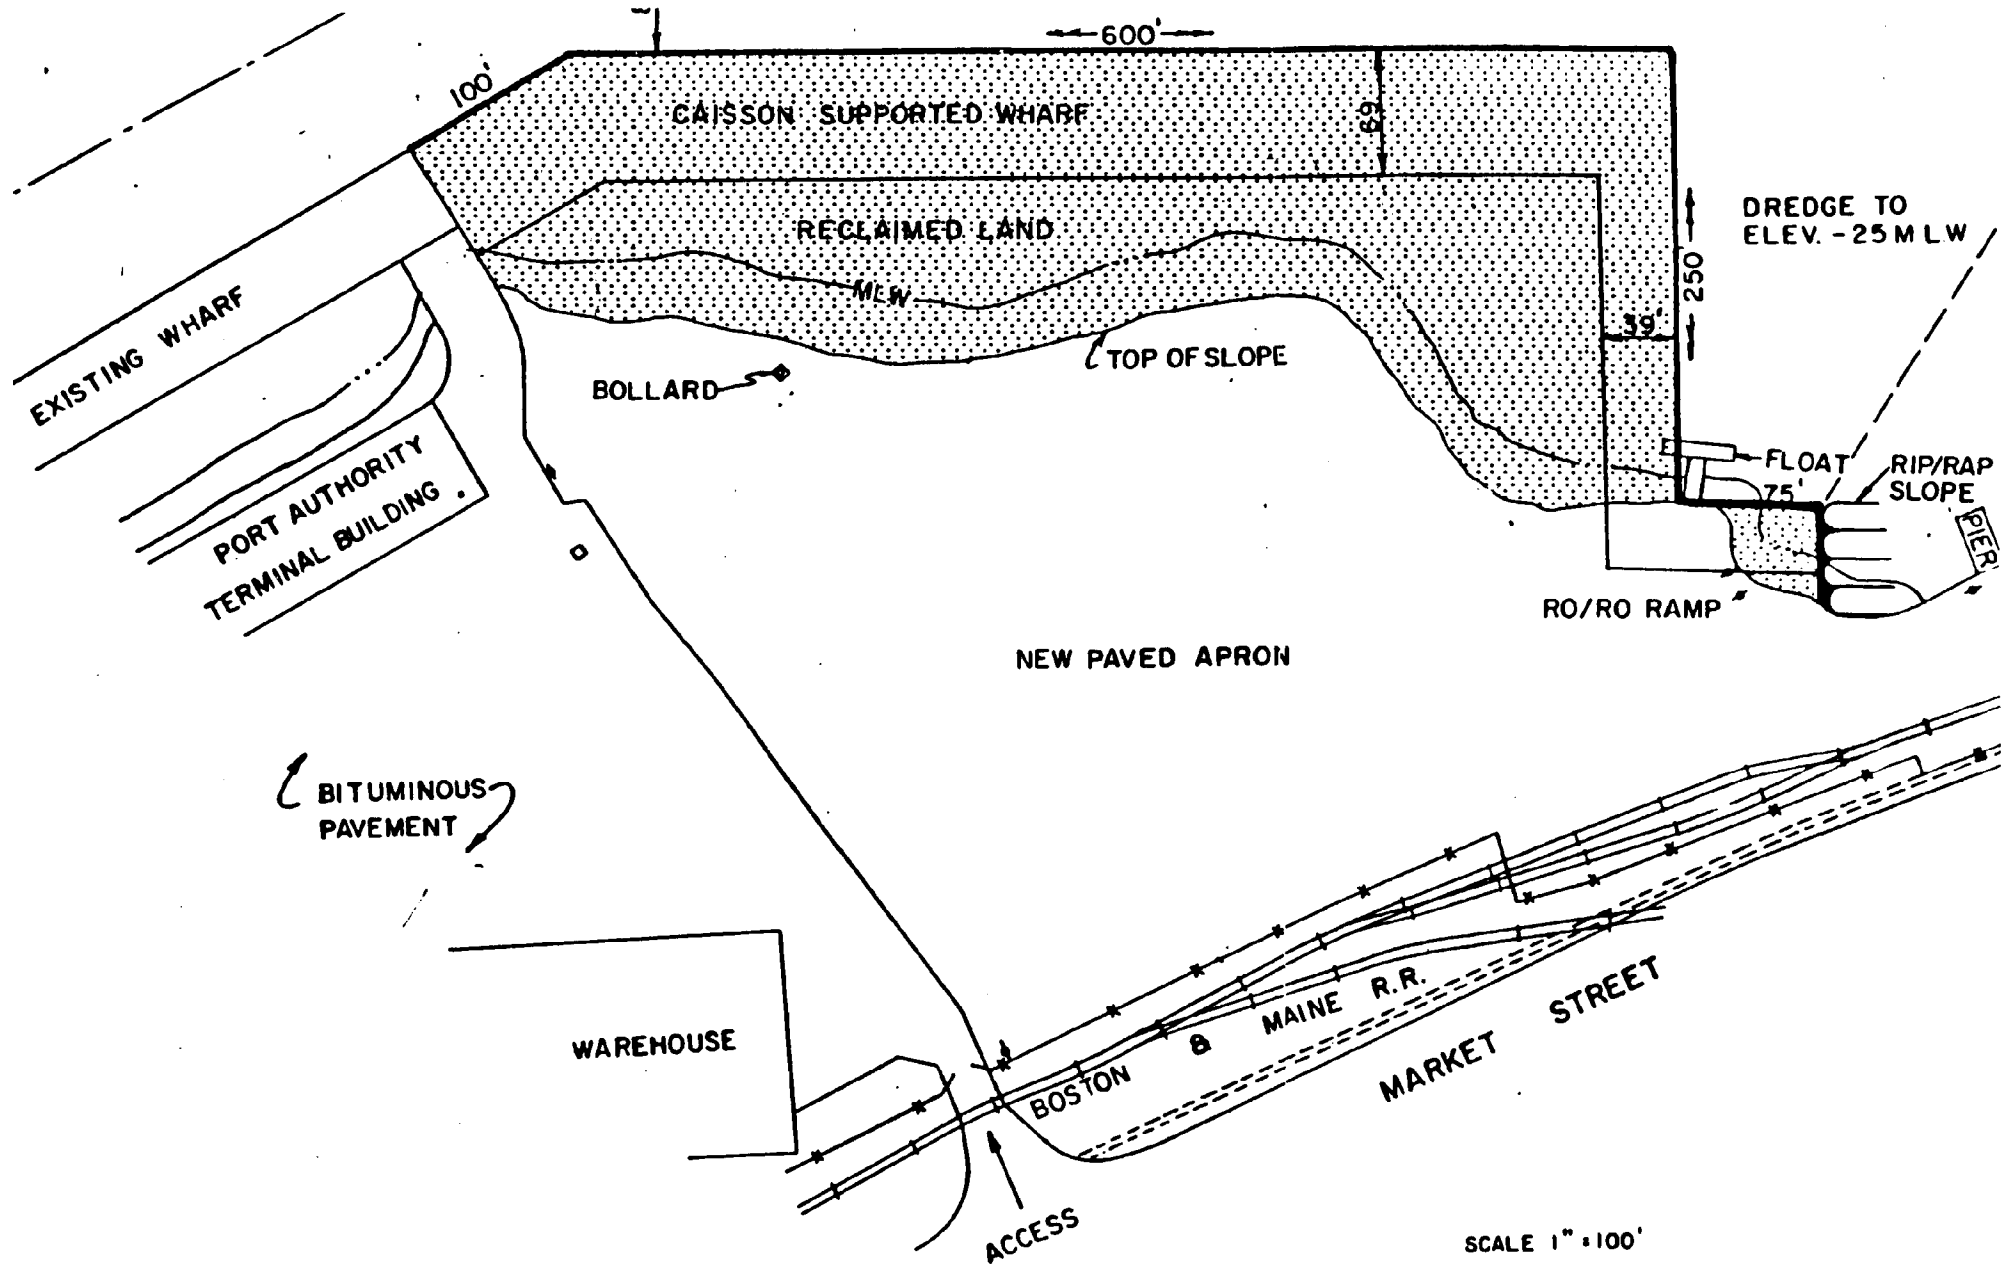 600'
100'
CAISSON SUPPORTED WHARF
69
DREDGE TO
ELEV. -25 M L.W
RECLAIMED LAND
250'
MLW
39'
EXISTING WHARF
TOP OF SLOPE
BOLLARD
FLOAT
75'
RIP/RAP
SLOPE
PIER
PORT AUTHORITY
TERMINAL BUILDING
RO/RO RAMP
NEW PAVED APRON
BITUMINOUS
PAVEMENT
WAREHOUSE
BOSTON & MAINE R.R.
MARKET STREET
ACCESS
SCALE 1" = 100'